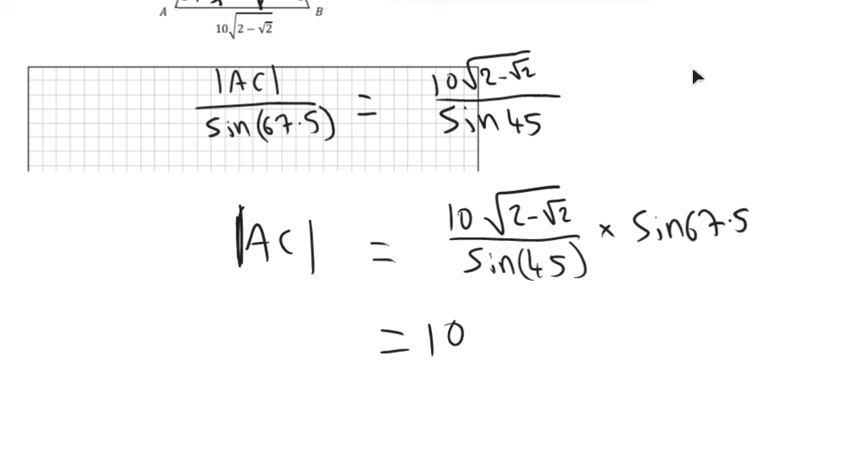 A B
10√(2 − √2)
|AC| / sin(67.5) = 10√(2-√2) / Sin 45
|AC| = 10√(2-√2) / Sin(45) × Sin67.5
= 10